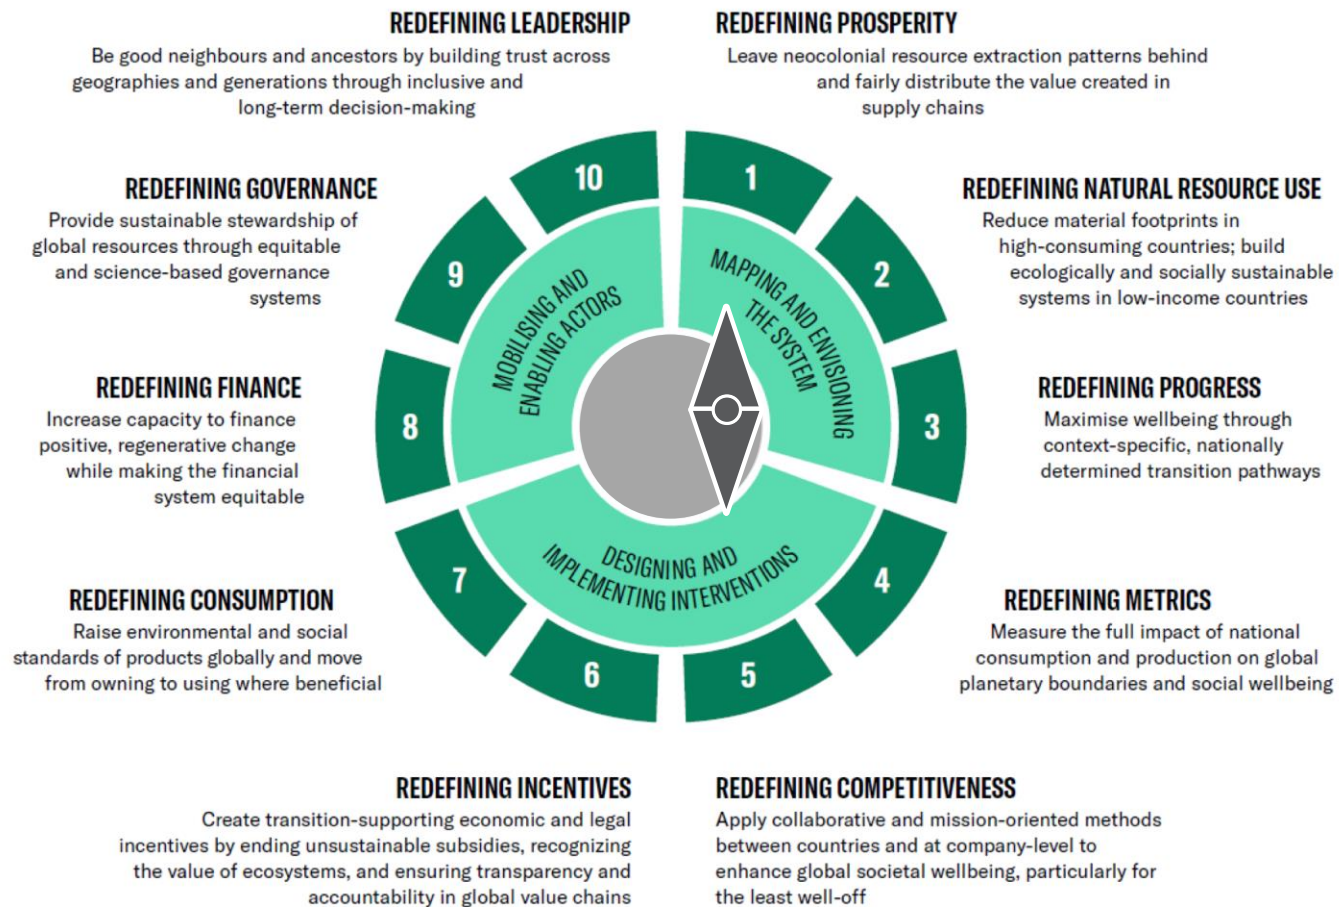 REDEFINING LEADERSHIP
Be good neighbours and ancestors by building trust across
geographies and generations through inclusive and
long-term decision-making
REDEFINING PROSPERITY
Leave neocolonial resource extraction patterns behind
and fairly distribute the value created in
supply chains
REDEFINING GOVERNANCE
Provide sustainable stewardship of
global resources through equitable
and science-based governance
systems
REDEFINING NATURAL RESOURCE USE
Reduce material footprints in
high-consuming countries; build
ecologically and socially sustainable
systems in low-income countries
REDEFINING FINANCE
Increase capacity to finance
positive, regenerative change
while making the financial
system equitable
REDEFINING PROGRESS
Maximise wellbeing through
context-specific, nationally
determined transition pathways
REDEFINING CONSUMPTION
Raise environmental and social
standards of products globally and move
from owning to using where beneficial
REDEFINING METRICS
Measure the full impact of national
consumption and production on global
planetary boundaries and social wellbeing
REDEFINING INCENTIVES
Create transition-supporting economic and legal
incentives by ending unsustainable subsidies, recognizing
the value of ecosystems, and ensuring transparency and
accountability in global value chains
REDEFINING COMPETITIVENESS
Apply collaborative and mission-oriented methods
between countries and at company-level to
enhance global societal wellbeing, particularly for
the least well-off
1
2
3
4
5
6
7
8
9
10
MAPPING AND ENVISIONING
THE SYSTEM
DESIGNING AND
IMPLEMENTING INTERVENTIONS
MOBILISING AND
ENABLING ACTORS